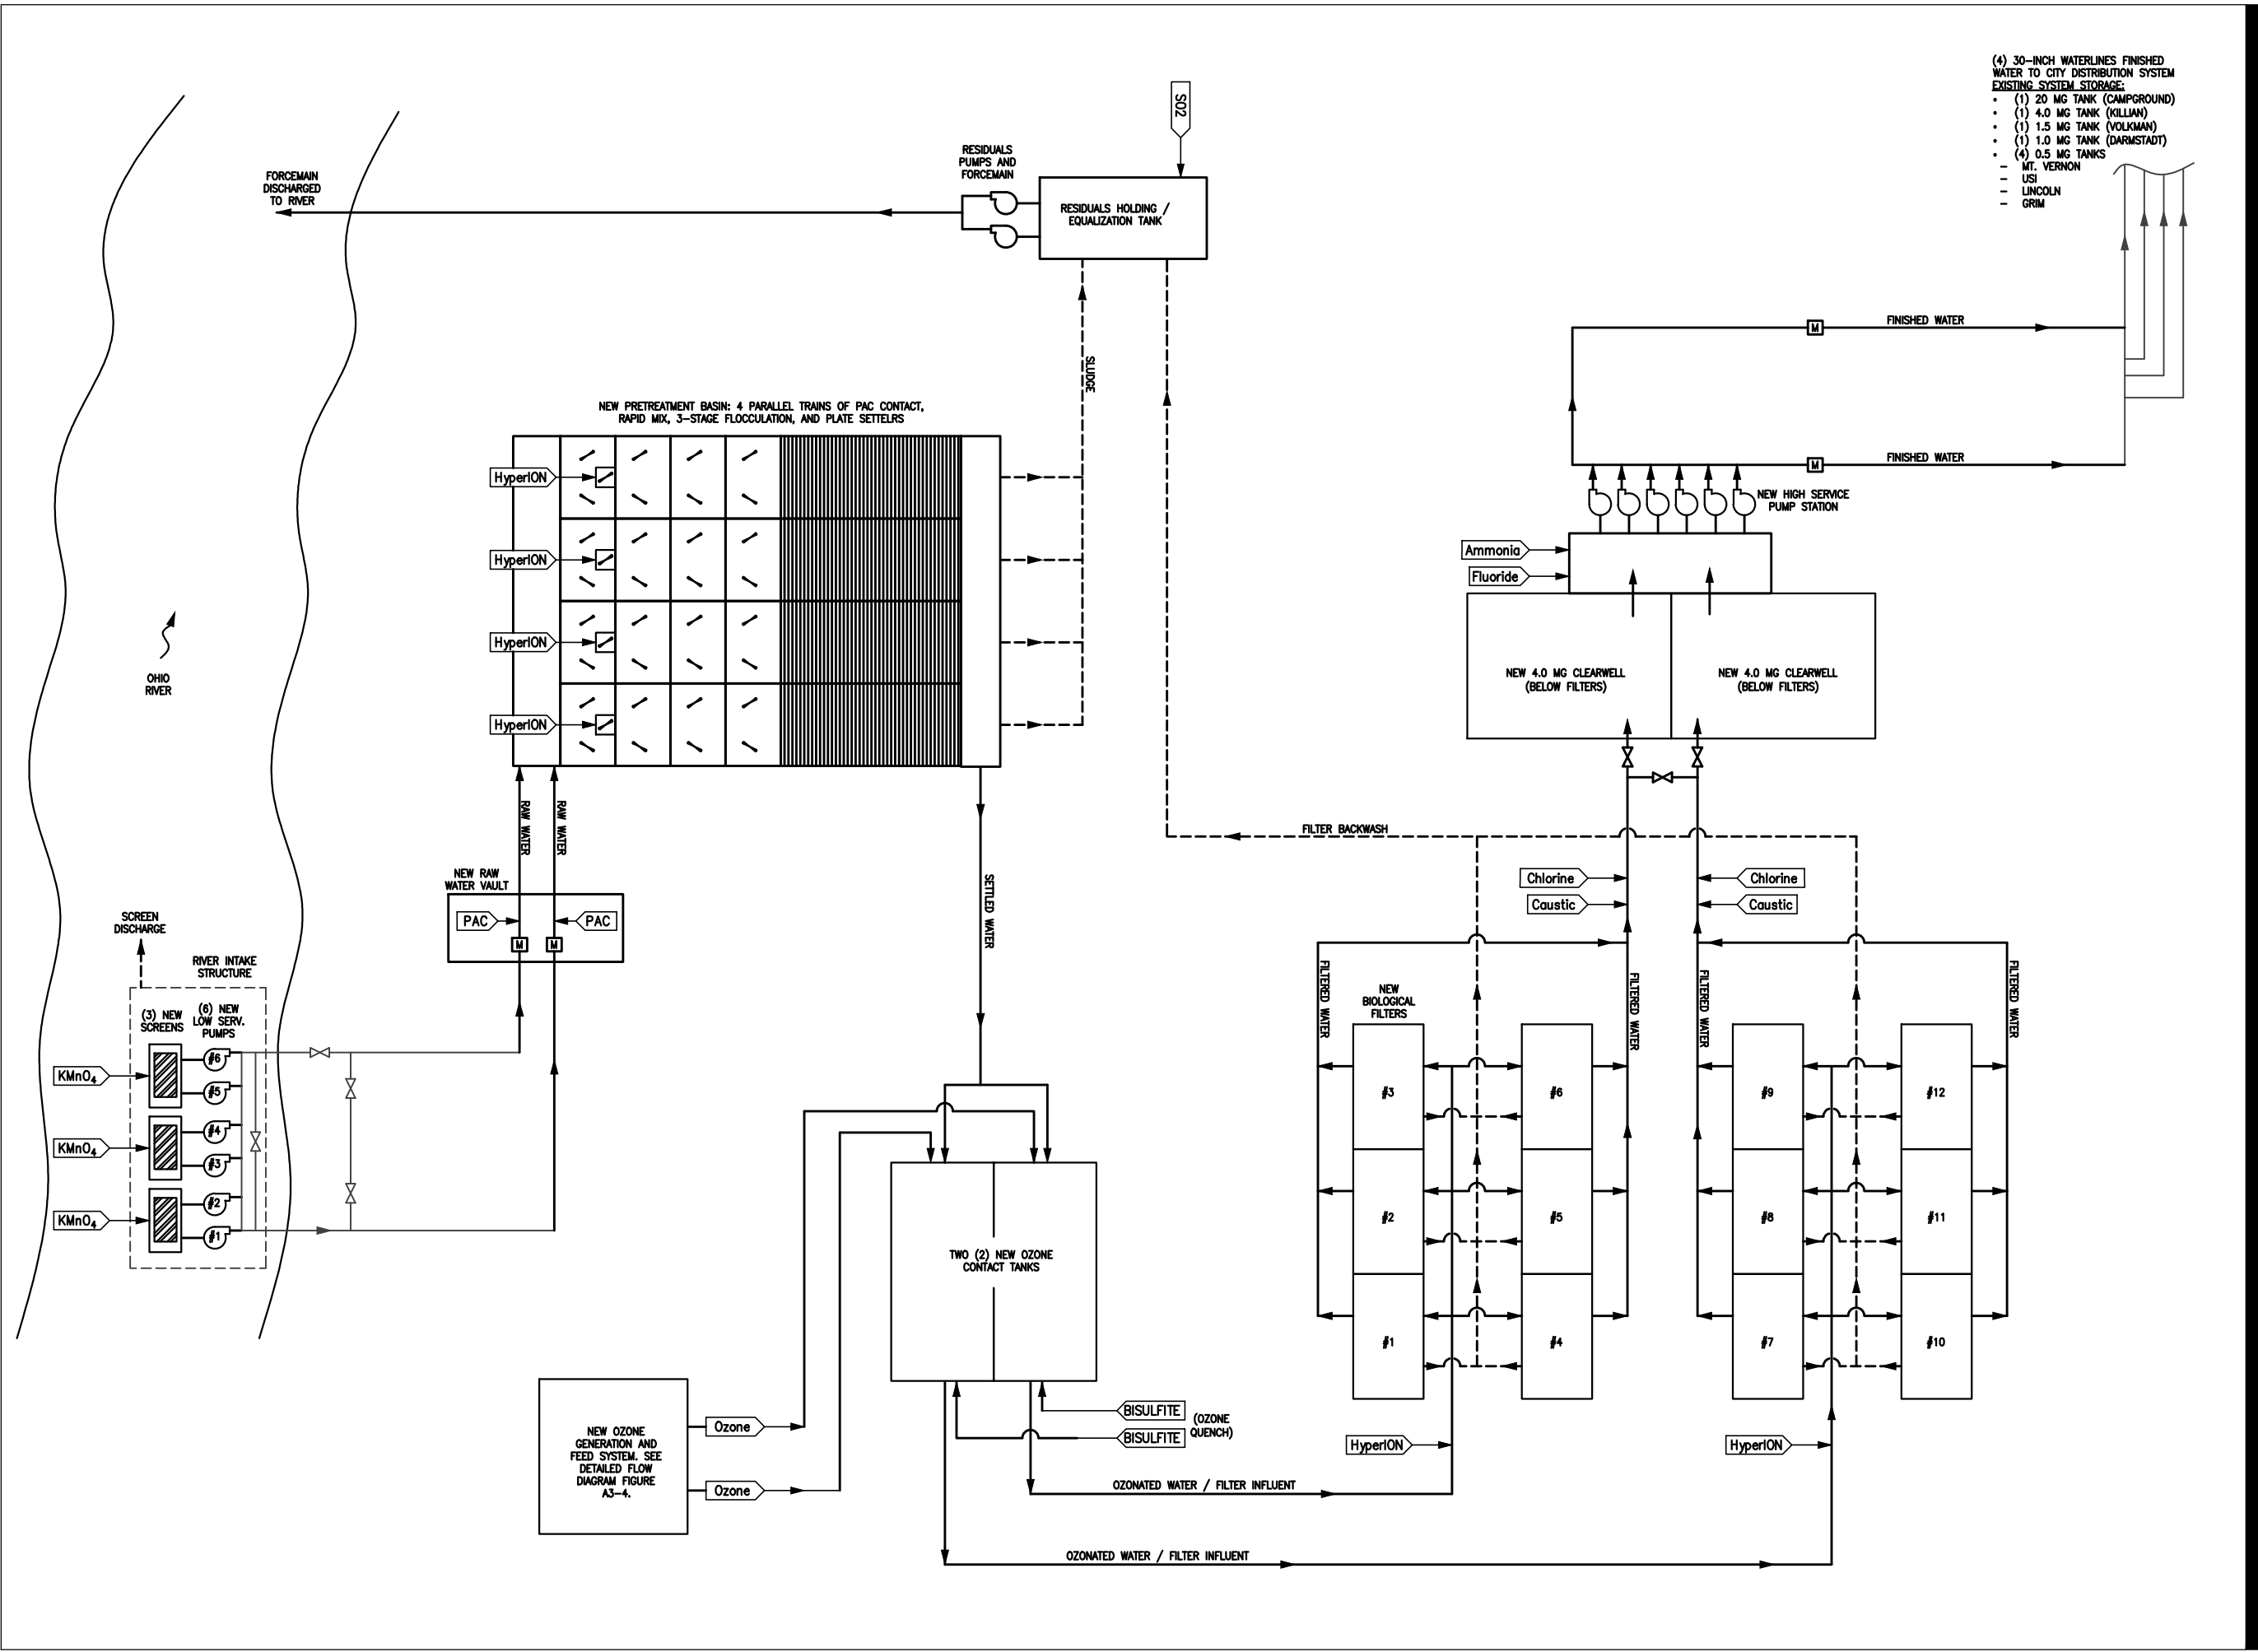 (4) 30-INCH WATERLINES FINISHED
WATER TO CITY DISTRIBUTION SYSTEM
EXISTING SYSTEM STORAGE:
• (1) 20 MG TANK (CAMPGROUND)
• (1) 4.0 MG TANK (KILLIAN)
• (1) 1.5 MG TANK (VOLKMAN)
• (1) 1.0 MG TANK (DARMSTADT)
• (4) 0.5 MG TANKS
– MT. VERNON
– USI
– LINCOLN
– GRIM
SO2
RESIDUALS
PUMPS AND
FORCEMAIN
FORCEMAIN
DISCHARGED
TO RIVER
RESIDUALS HOLDING /
EQUALIZATION TANK
SLUDGE
M
FINISHED WATER
M
FINISHED WATER
NEW HIGH SERVICE
PUMP STATION
NEW PRETREATMENT BASIN: 4 PARALLEL TRAINS OF PAC CONTACT,
RAPID MIX, 3-STAGE FLOCCULATION, AND PLATE SETTELRS
HyperION
HyperION
HyperION
HyperION
Ammonia
Fluoride
NEW 4.0 MG CLEARWELL
(BELOW FILTERS)
NEW 4.0 MG CLEARWELL
(BELOW FILTERS)
OHIO
RIVER
RAW WATER
RAW WATER
NEW RAW
WATER VAULT
PAC
PAC
M
M
SETTLED WATER
FILTER BACKWASH
Chlorine
Caustic
Chlorine
Caustic
SCREEN
DISCHARGE
RIVER INTAKE
STRUCTURE
(3) NEW
SCREENS
(6) NEW
LOW SERV.
PUMPS
KMnO4
KMnO4
KMnO4
#6
#5
#4
#3
#2
#1
FILTERED WATER
FILTERED WATER
FILTERED WATER
FILTERED WATER
NEW
BIOLOGICAL
FILTERS
#3
#6
#9
#12
#2
#5
#8
#11
#1
#4
#7
#10
TWO (2) NEW OZONE
CONTACT TANKS
NEW OZONE
GENERATION AND
FEED SYSTEM. SEE
DETAILED FLOW
DIAGRAM FIGURE
A3-4.
Ozone
Ozone
BISULFITE
BISULFITE
(OZONE
QUENCH)
HyperION
HyperION
OZONATED WATER / FILTER INFLUENT
OZONATED WATER / FILTER INFLUENT